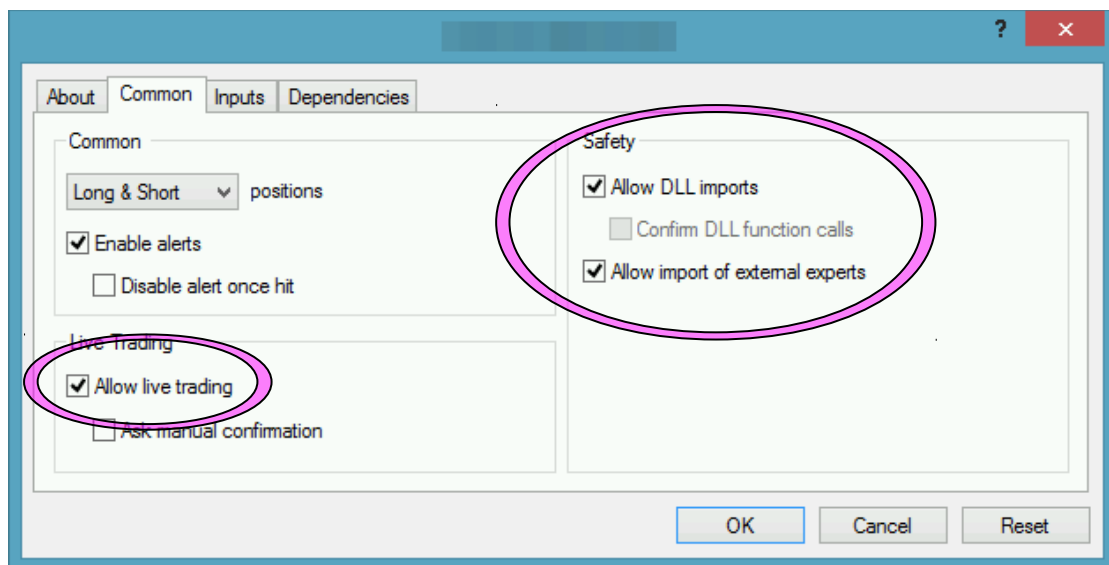 ?
About Common Inputs Dependencies
Common
Long & Short positions
Enable alerts
Disable alert once hit
Live Trading
Allow live trading
Ask manual confirmation
Safety
Allow DLL imports
Confirm DLL function calls
Allow import of external experts
OK Cancel Reset